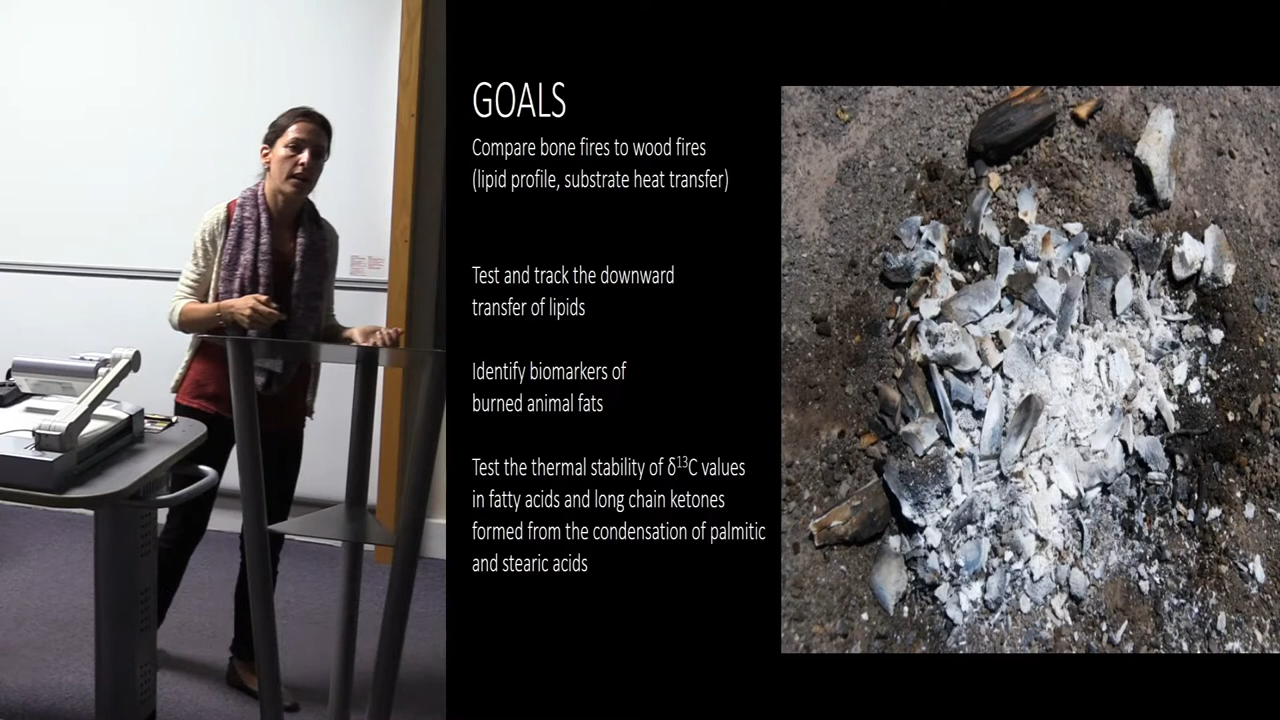 GOALS
Compare bone fires to wood fires
(lipid profile, substrate heat transfer)
Test and track the downward
transfer of lipids
Identify biomarkers of
burned animal fats
Test the thermal stability of δ¹³C values
in fatty acids and long chain ketones
formed from the condensation of palmitic
and stearic acids